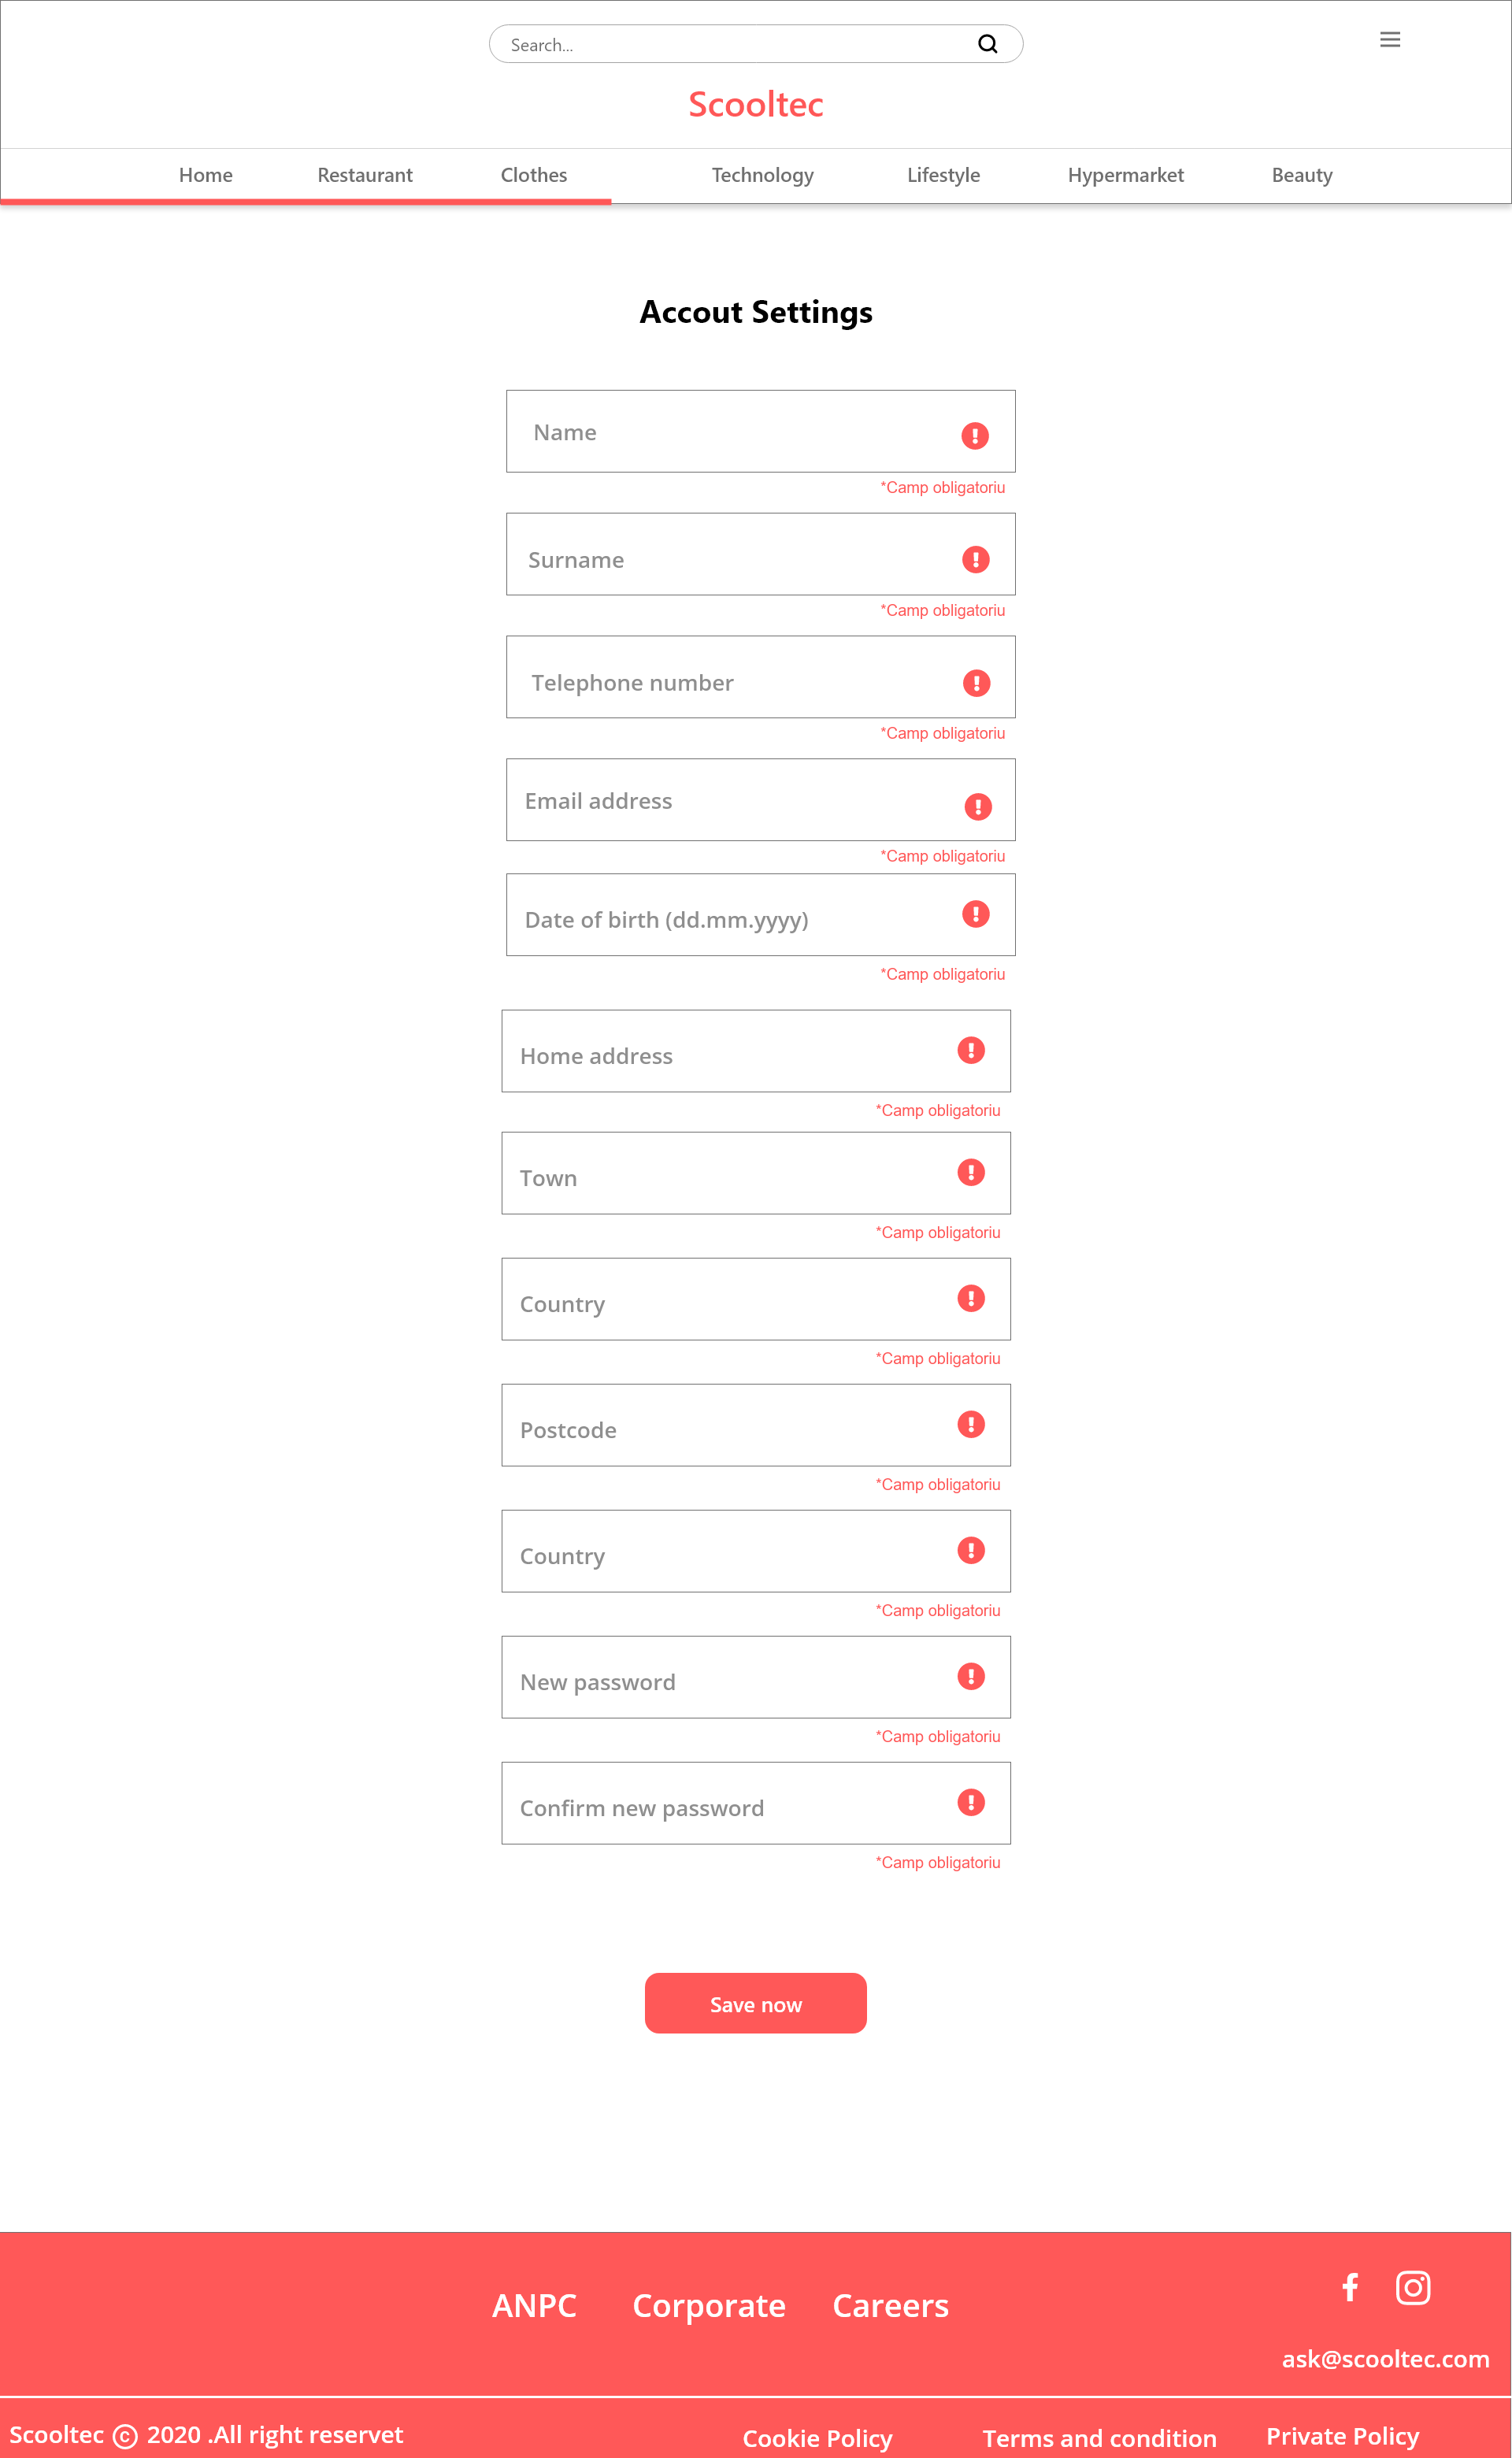 Search...
Scooltec
Home Restaurant Clothes Technology Lifestyle Hypermarket Beauty
Accout Settings
Name
*Camp obligatoriu
Surname
*Camp obligatoriu
Telephone number
*Camp obligatoriu
Email address
*Camp obligatoriu
Date of birth (dd.mm.yyyy)
*Camp obligatoriu
Home address
*Camp obligatoriu
Town
*Camp obligatoriu
Country
*Camp obligatoriu
Postcode
*Camp obligatoriu
Country
*Camp obligatoriu
New password
*Camp obligatoriu
Confirm new password
*Camp obligatoriu
Save now
ANPC Corporate Careers
ask@scooltec.com
Scooltec © 2020 .All right reservet Cookie Policy Terms and condition Private Policy